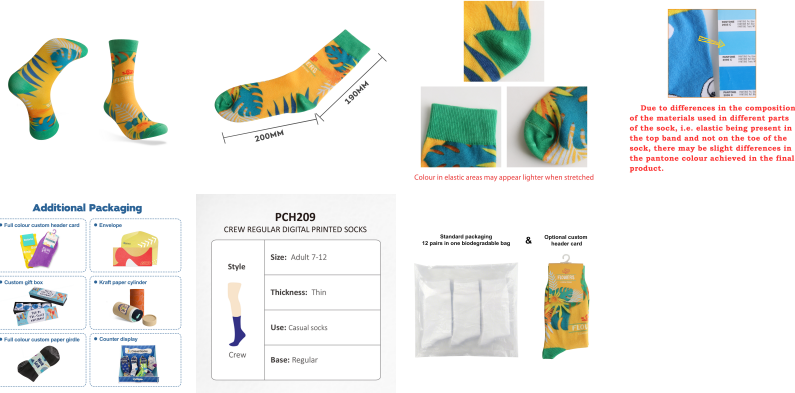 200MM
190MM
Colour in elastic areas may appear lighter when stretched
Due to differences in the composition
of the materials used in different parts
of the sock, i.e. elastic being present in
the top band and not on the toe of the
sock, there may be slight differences in
the pantone colour achieved in the final
product.
Additional Packaging
Full colour custom header card
Envelope
Custom gift box
Kraft paper cylinder
Full colour custom paper girdle
Counter display
PCH209
CREW REGULAR DIGITAL PRINTED SOCKS
Style
Crew
Size: Adult 7-12
Thickness: Thin
Use: Casual socks
Base: Regular
Standard packaging
12 pairs in one biodegradable bag
&
Optional custom
header card